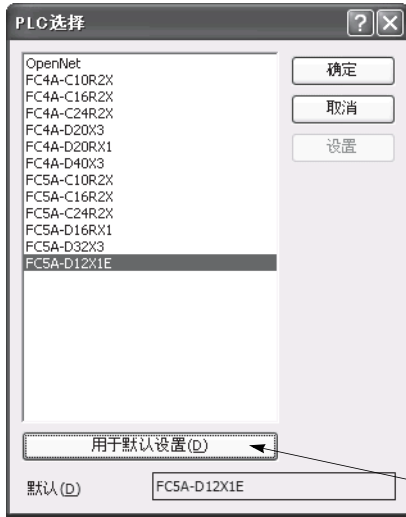 PLC选择
OpenNet
FC4A-C10R2X
FC4A-C16R2X
FC4A-C24R2X
FC4A-D20X3
FC4A-D20RX1
FC4A-D40X3
FC5A-C10R2X
FC5A-C16R2X
FC5A-C24R2X
FC5A-D16RX1
FC5A-D32X3
FC5A-D12X1E
确定
取消
设置
用于默认设置(D)
默认(D)
FC5A-D12X1E